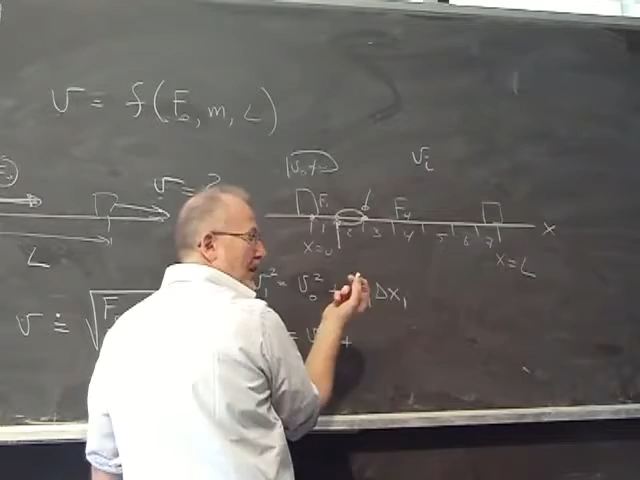 v = f(F₀, m, L)
v₀ ≠ 0
vᵢ
v = ?
F₁ F₄
1 2 3 4 5 6 7 x
L x=0 x=L
v₁² = v₀² + Δx₁
v ≐ √F
= v +